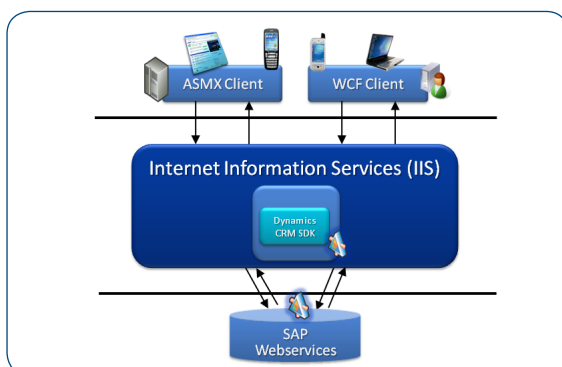 ASMX Client
WCF Client
Internet Information Services (IIS)
Dynamics
CRM SDK
SAP
Webservices